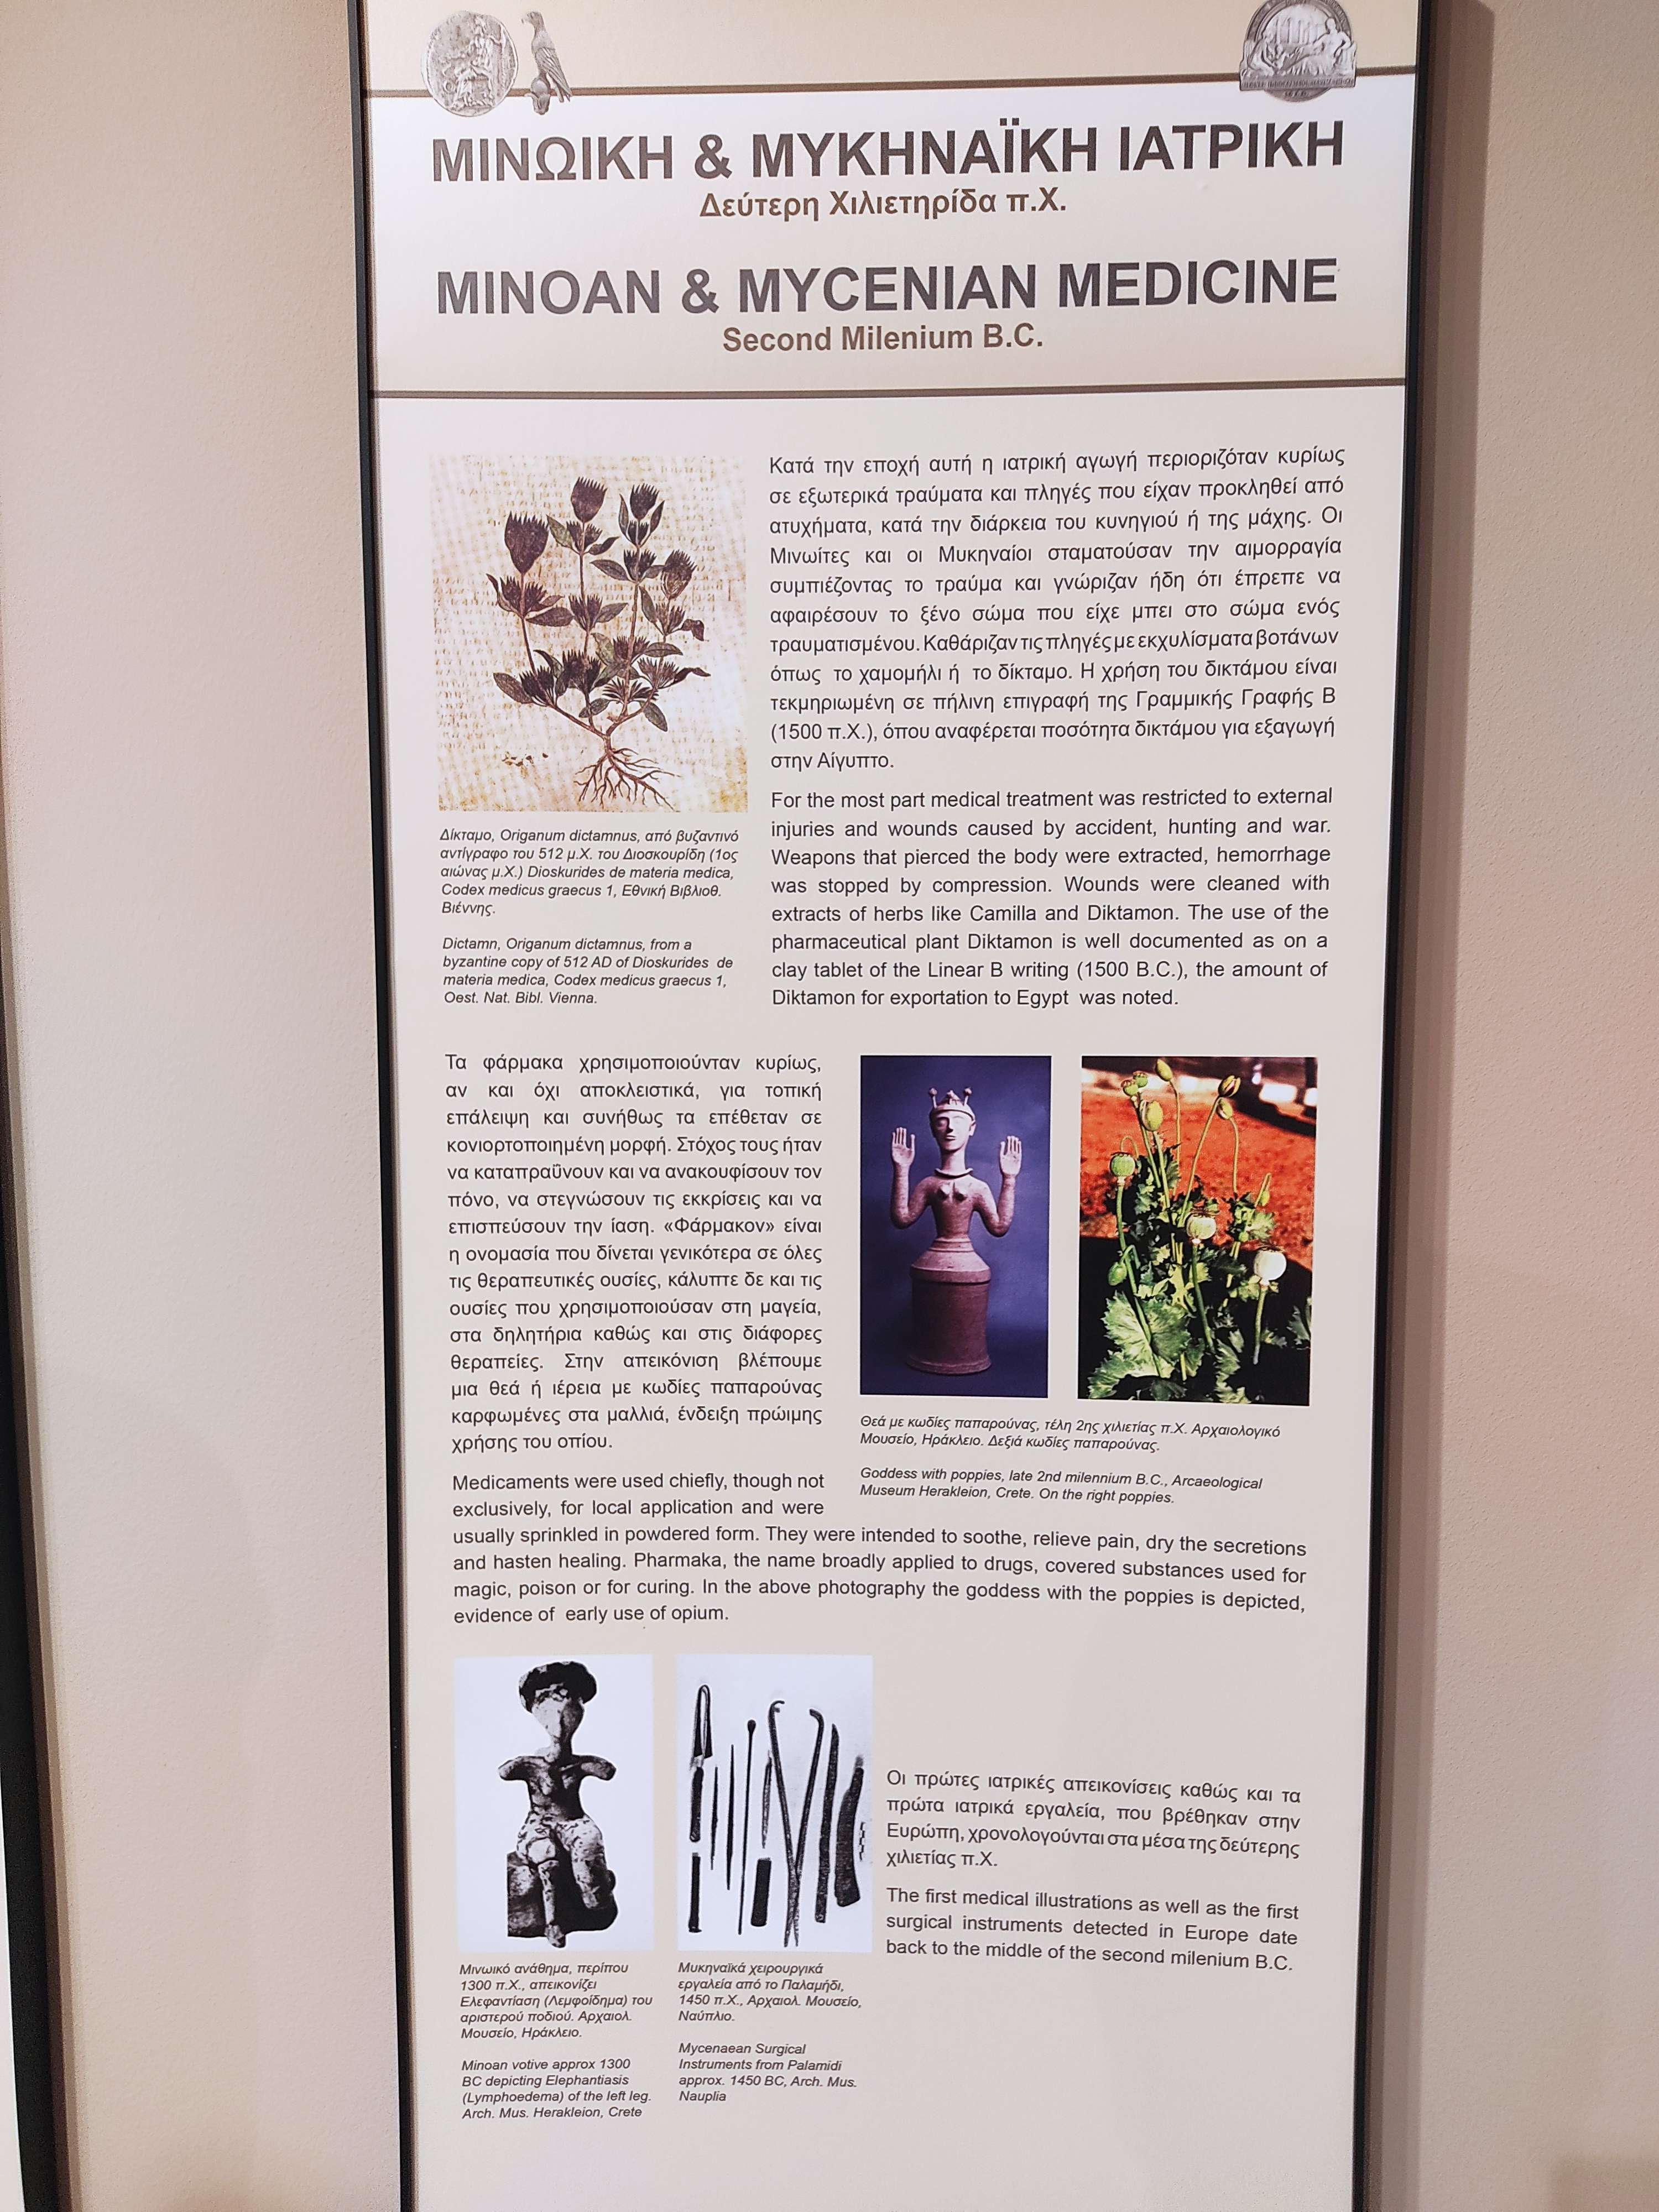 ΜΙΝΩΙΚΗ & ΜΥΚΗΝΑΪΚΗ ΙΑΤΡΙΚΗ
Δεύτερη Χιλιετηρίδα π.Χ.
MINOAN & MYCENIAN MEDICINE
Second Milenium B.C.
Κατά την εποχή αυτή η ιατρική αγωγή περιοριζόταν κυρίως
σε εξωτερικά τραύματα και πληγές που είχαν προκληθεί από
ατυχήματα, κατά την διάρκεια του κυνηγιού ή της μάχης. Οι
Μινωίτες και οι Μυκηναίοι σταματούσαν την αιμορραγία
συμπιέζοντας το τραύμα και γνώριζαν ήδη ότι έπρεπε να
αφαιρέσουν το ξένο σώμα που είχε μπει στο σώμα ενός
τραυματισμένου. Καθάριζαν τις πληγές με εκχυλίσματα βοτάνων
όπως το χαμομήλι ή το δίκταμο. Η χρήση του δικτάμου είναι
τεκμηριωμένη σε πήλινη επιγραφή της Γραμμικής Γραφής Β
(1500 π.Χ.), όπου αναφέρεται ποσότητα δικτάμου για εξαγωγή
στην Αίγυπτο.
For the most part medical treatment was restricted to external
injuries and wounds caused by accident, hunting and war.
Weapons that pierced the body were extracted, hemorrhage
was stopped by compression. Wounds were cleaned with
extracts of herbs like Camilla and Diktamon. The use of the
pharmaceutical plant Diktamon is well documented as on a
clay tablet of the Linear B writing (1500 B.C.), the amount of
Diktamon for exportation to Egypt was noted.
Δίκταμο, Origanum dictamnus, από βυζαντινό
αντίγραφο του 512 μ.Χ. του Διοσκουρίδη (1ος
αιώνας μ.Χ.) Dioskurides de materia medica,
Codex medicus graecus 1, Εθνική Βιβλιοθ.
Βιέννης.
Dictamn, Origanum dictamnus, from a
byzantine copy of 512 AD of Dioskurides de
materia medica, Codex medicus graecus 1,
Oest. Nat. Bibl. Vienna.
Τα φάρμακα χρησιμοποιούνταν κυρίως,
αν και όχι αποκλειστικά, για τοπική
επάλειψη και συνήθως τα επέθεταν σε
κονιορτοποιημένη μορφή. Στόχος τους ήταν
να καταπραΰνουν και να ανακουφίσουν τον
πόνο, να στεγνώσουν τις εκκρίσεις και να
επισπεύσουν την ίαση. «Φάρμακον» είναι
η ονομασία που δίνεται γενικότερα σε όλες
τις θεραπευτικές ουσίες, κάλυπτε δε και τις
ουσίες που χρησιμοποιούσαν στη μαγεία,
στα δηλητήρια καθώς και στις διάφορες
θεραπείες. Στην απεικόνιση βλέπουμε
μια θεά ή ιέρεια με κωδίες παπαρούνας
καρφωμένες στα μαλλιά, ένδειξη πρώιμης
χρήσης του οπίου.
Θεά με κωδίες παπαρούνας, τέλη 2ης χιλιετίας π.Χ. Αρχαιολογικό
Μουσείο, Ηράκλειο. Δεξιά κωδίες παπαρούνας.
Goddess with poppies, late 2nd milennium B.C., Arcaeological
Museum Herakleion, Crete. On the right poppies.
Medicaments were used chiefly, though not
exclusively, for local application and were
usually sprinkled in powdered form. They were intended to soothe, relieve pain, dry the secretions
and hasten healing. Pharmaka, the name broadly applied to drugs, covered substances used for
magic, poison or for curing. In the above photography the goddess with the poppies is depicted,
evidence of early use of opium.
Οι πρώτες ιατρικές απεικονίσεις καθώς και τα
πρώτα ιατρικά εργαλεία, που βρέθηκαν στην
Ευρώπη, χρονολογούνται στα μέσα της δεύτερης
χιλιετίας π.Χ.
The first medical illustrations as well as the first
surgical instruments detected in Europe date
back to the middle of the second milenium B.C.
Μινωικό ανάθημα, περίπου
1300 π.Χ., απεικονίζει
Ελεφαντίαση (Λεμφοίδημα) του
αριστερού ποδιού. Αρχαιολ.
Μουσείο, Ηράκλειο.
Minoan votive approx 1300
BC depicting Elephantiasis
(Lymphoedema) of the left leg.
Arch. Mus. Herakleion, Crete
Μυκηναϊκά χειρουργικά
εργαλεία από το Παλαμήδι,
1450 π.Χ., Αρχαιολ. Μουσείο,
Ναύπλιο.
Mycenaean Surgical
Instruments from Palamidi
approx. 1450 BC, Arch. Mus.
Nauplia